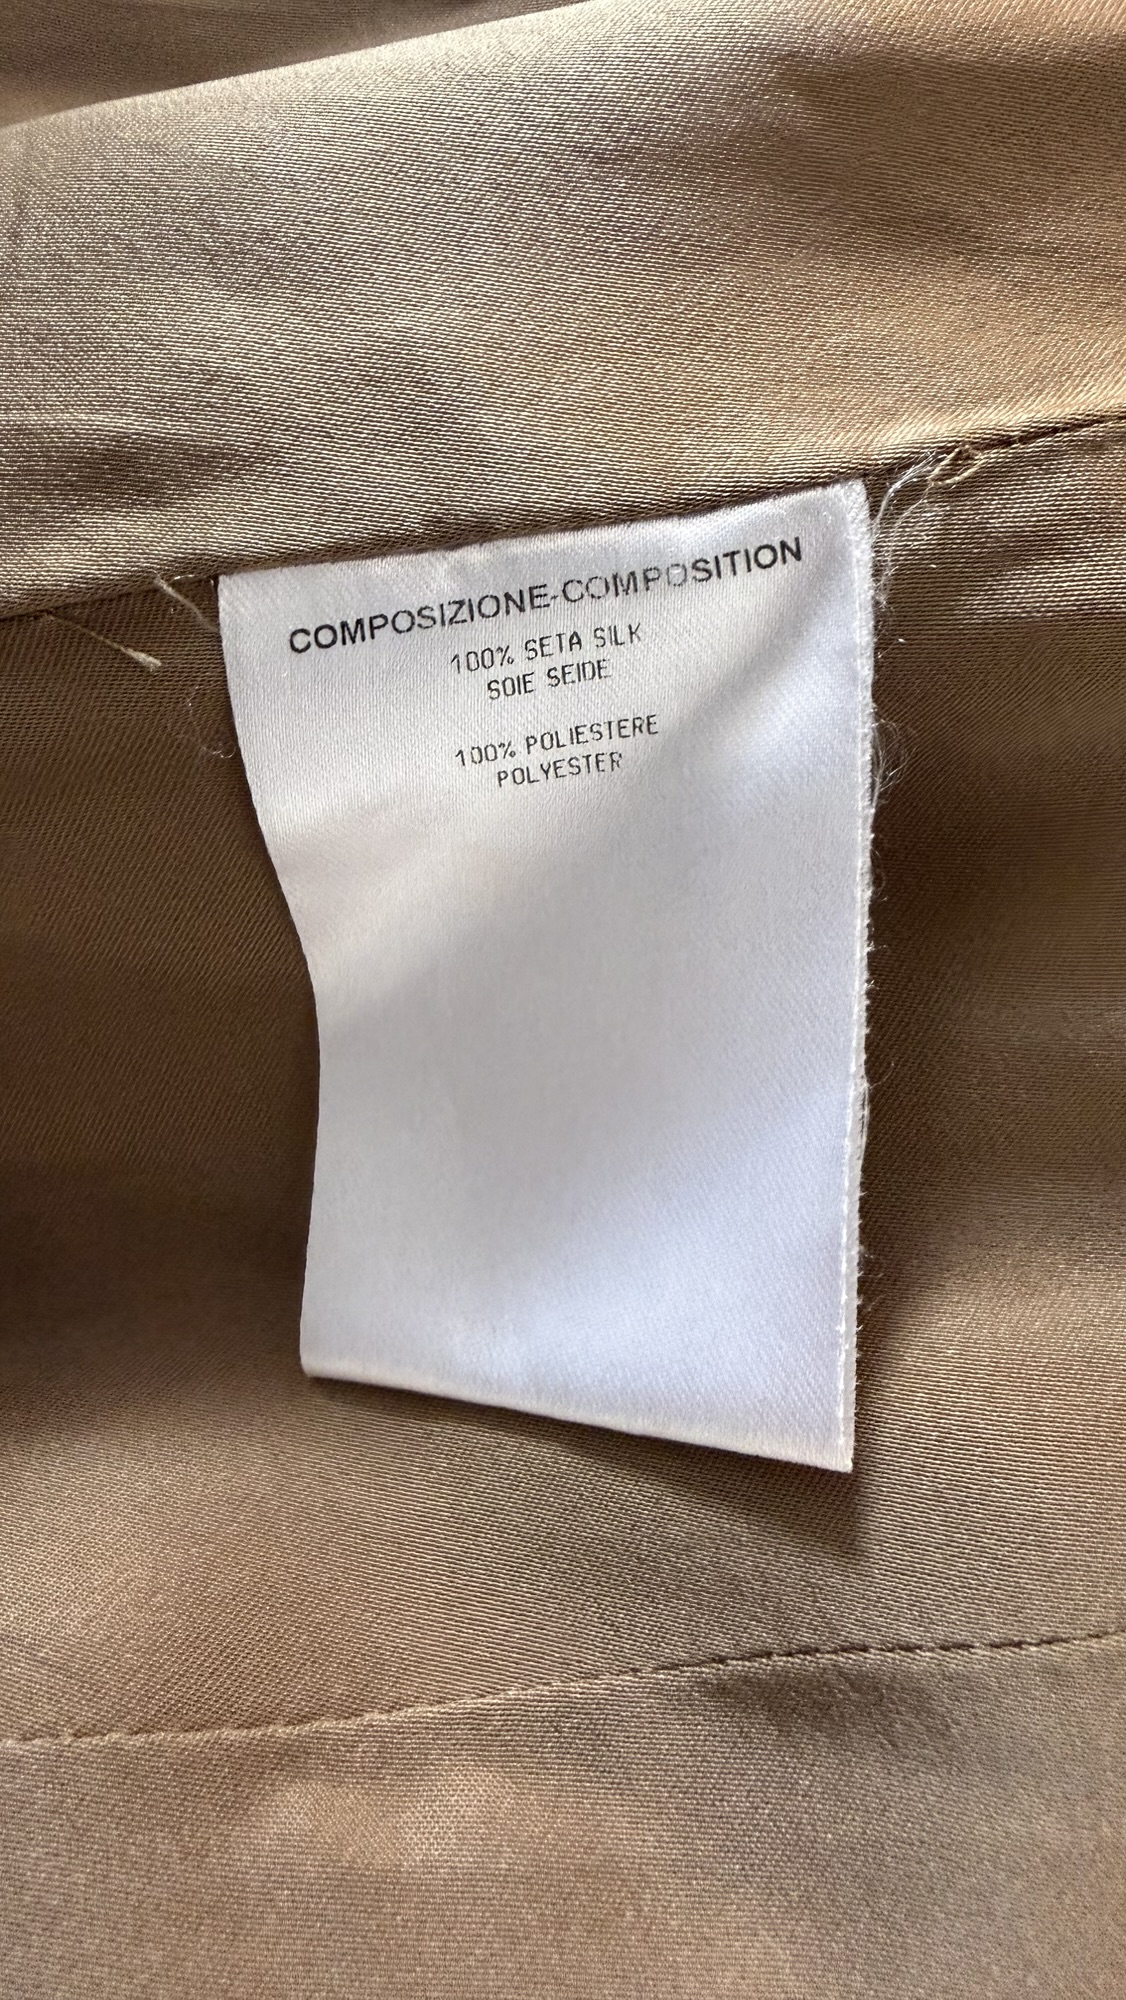 COMPOSIZIONE-COMPOSITION
100% SETA SILK
SOIE SEIDE
100% POLIESTERE
POLYESTER